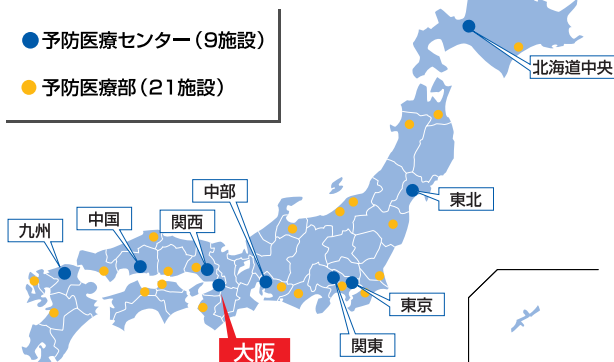 予防医療センター(9施設)
予防医療部(21施設)
北海道中央
東北
中部
関西
中国
九州
東京
関東
大阪